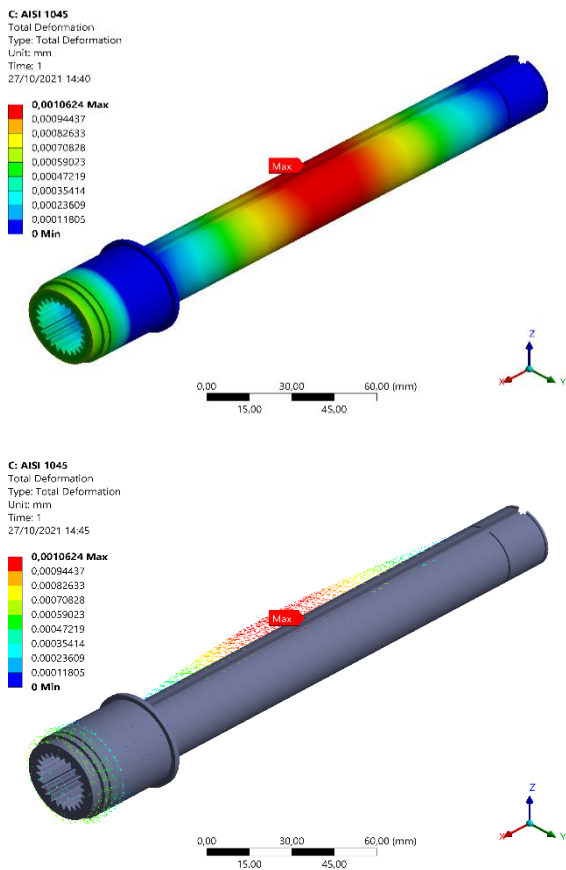 C: AISI 1045
Total Deformation
Type: Total Deformation
Unit: mm
Time: 1
27/10/2021 14:40
0,0010624 Max
0,00094437
0,00082633
0,00070828
0,00059023
0,00047219
0,00035414
0,00023609
0,00011805
0 Min
Max
Z
X
Y
0,00 30,00 60,00 (mm)
15,00 45,00
C: AISI 1045
Total Deformation
Type: Total Deformation
Unit: mm
Time: 1
27/10/2021 14:45
0,0010624 Max
0,00094437
0,00082633
0,00070828
0,00059023
0,00047219
0,00035414
0,00023609
0,00011805
0 Min
Max
Z
X
Y
0,00 30,00 60,00 (mm)
15,00 45,00